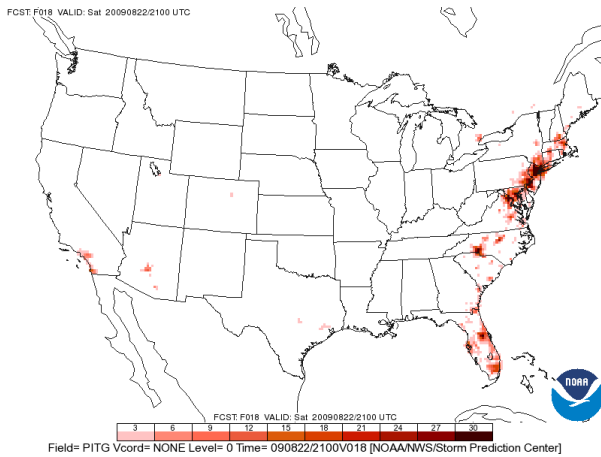 FCST: F018 VALID: Sat 20090822/2100 UTC
NOAA
FCST: F018 VALID: Sat 20090822/2100 UTC
3 6 9 12 15 18 21 24 27 30
Field= PITG Vcord= NONE Level= 0 Time= 090822/2100V018 [NOAA/NWS/Storm Prediction Center]